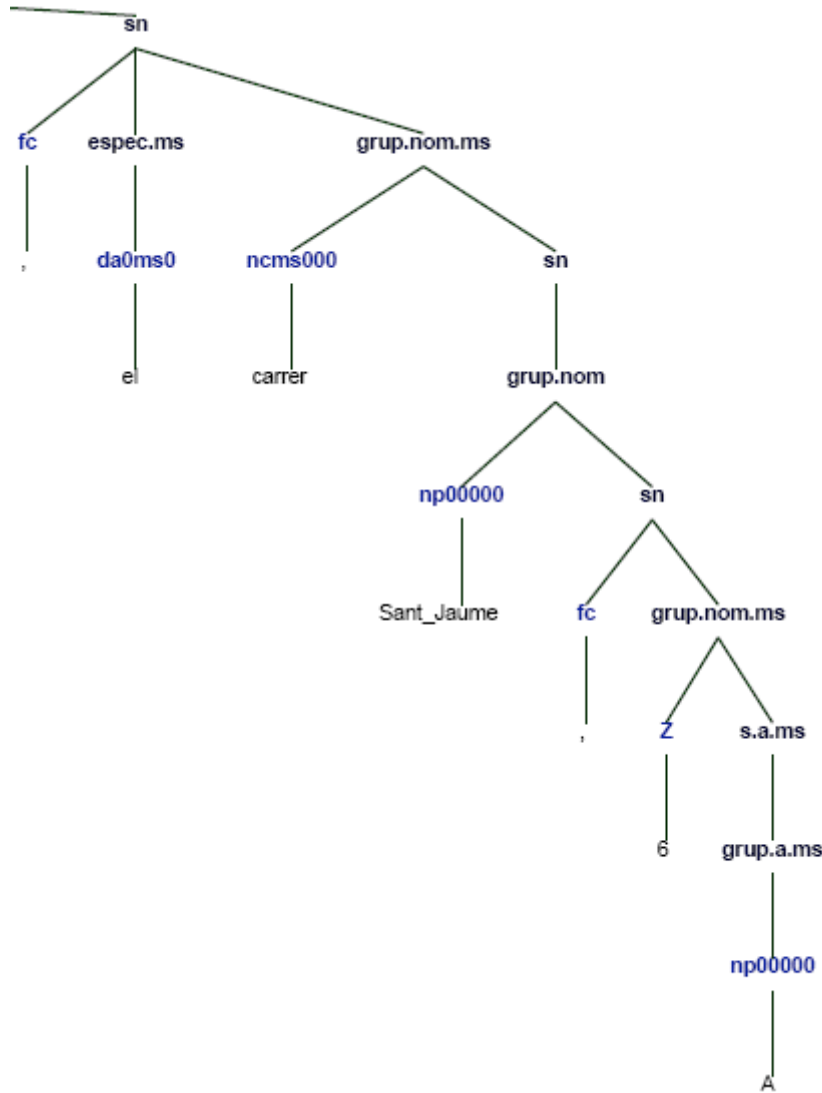 sn
fc espec.ms grup.nom.ms
, da0ms0 ncms000 sn
el carrer grup.nom
np00000 sn
Sant_Jaume fc grup.nom.ms
, Z s.a.ms
6 grup.a.ms
np00000
A